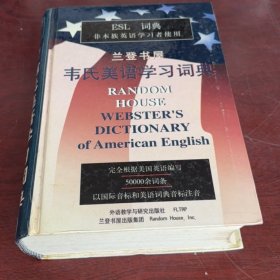 ESL 词典
非本族英语学习者使用
兰登书屋
韦氏美语学习词典
RANDOM
HOUSE
WEBSTER'S
DICTIONARY
of American English
完全根据美国英语编写
50000余词条
以国际音标和美语词典音标注音
外语教学与研究出版社 FLTRP
兰登书屋出版集团 Random House, Inc.